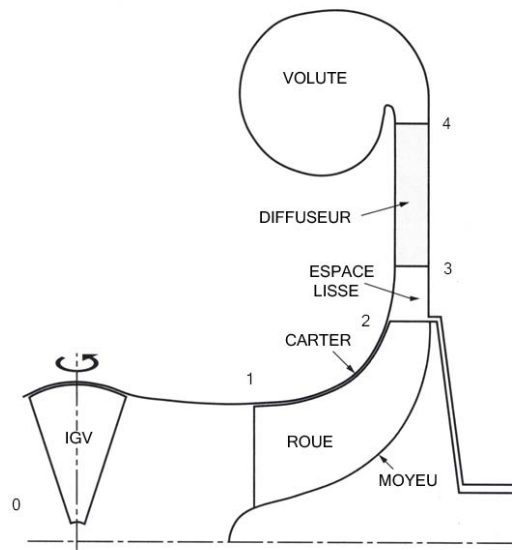 VOLUTE
4
DIFFUSEUR
3
ESPACE
LISSE
2
CARTER
1
IGV
ROUE
MOYEU
0